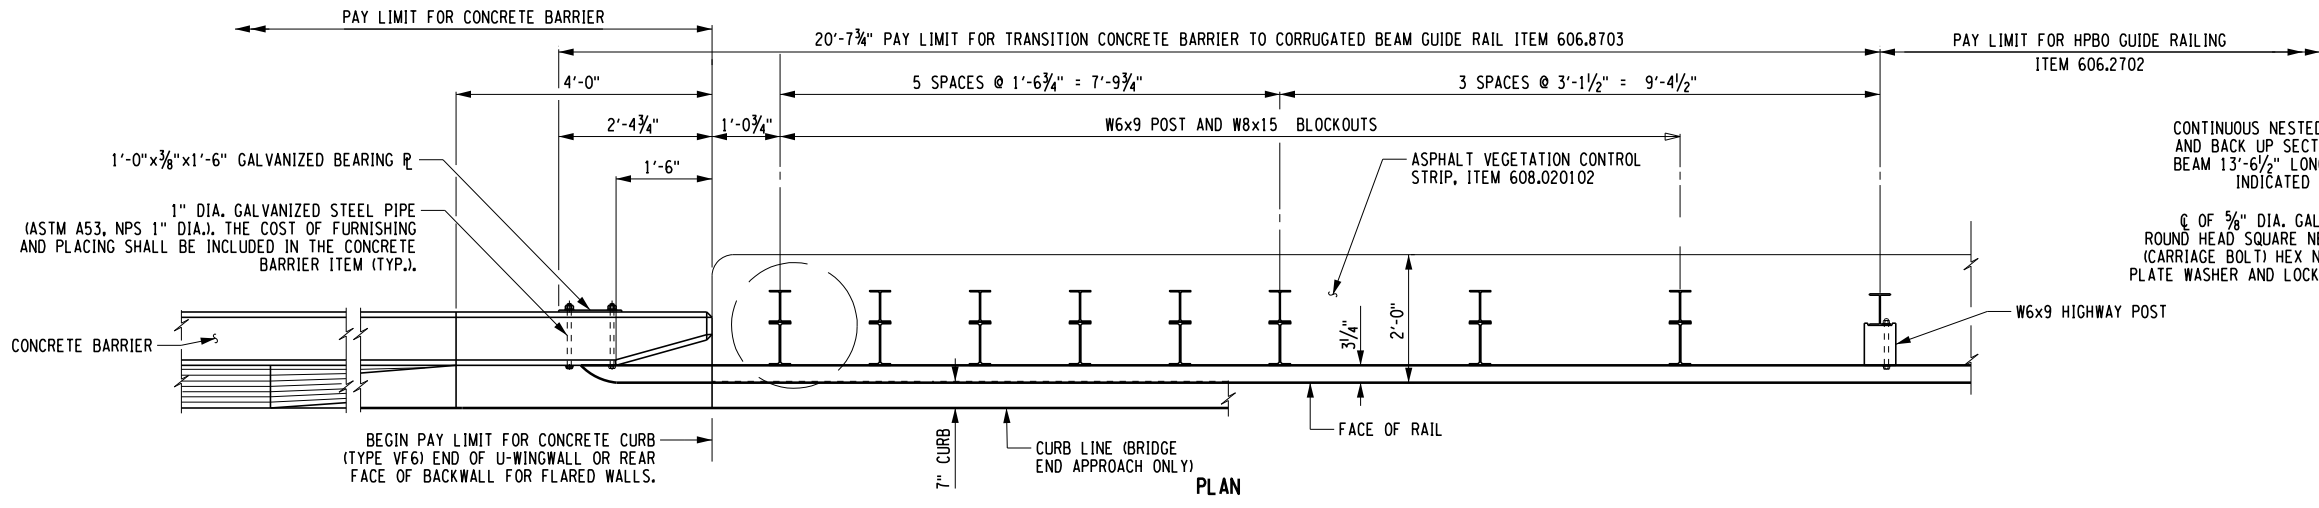 PAY LIMIT FOR CONCRETE BARRIER
20'-7¾" PAY LIMIT FOR TRANSITION CONCRETE BARRIER TO CORRUGATED BEAM GUIDE RAIL ITEM 606.8703
PAY LIMIT FOR HPBO GUIDE RAILING
ITEM 606.2702
4'-0"
5 SPACES @ 1'-6¾" = 7'-9¾"
3 SPACES @ 3'-1½" = 9'-4½"
2'-4¾"
1'-0¾"
W6x9 POST AND W8x15 BLOCKOUTS
1'-6"
1'-0"x⅜"x1'-6" GALVANIZED BEARING ℄
1" DIA. GALVANIZED STEEL PIPE
(ASTM A53, NPS 1" DIA.). THE COST OF FURNISHING
AND PLACING SHALL BE INCLUDED IN THE CONCRETE
BARRIER ITEM (TYP.).
ASPHALT VEGETATION CONTROL
STRIP, ITEM 608.020102
CONTINUOUS NESTED
AND BACK UP SECT
BEAM 13'-6½" LON
INDICATED
℄ OF ⅝" DIA. GAL
ROUND HEAD SQUARE NE
(CARRIAGE BOLT) HEX N
PLATE WASHER AND LOCK
W6x9 HIGHWAY POST
CONCRETE BARRIER
3¼"
2'-0"
FACE OF RAIL
BEGIN PAY LIMIT FOR CONCRETE CURB
(TYPE VF6) END OF U-WINGWALL OR REAR
FACE OF BACKWALL FOR FLARED WALLS.
7" CURB
CURB LINE (BRIDGE
END APPROACH ONLY)
PLAN